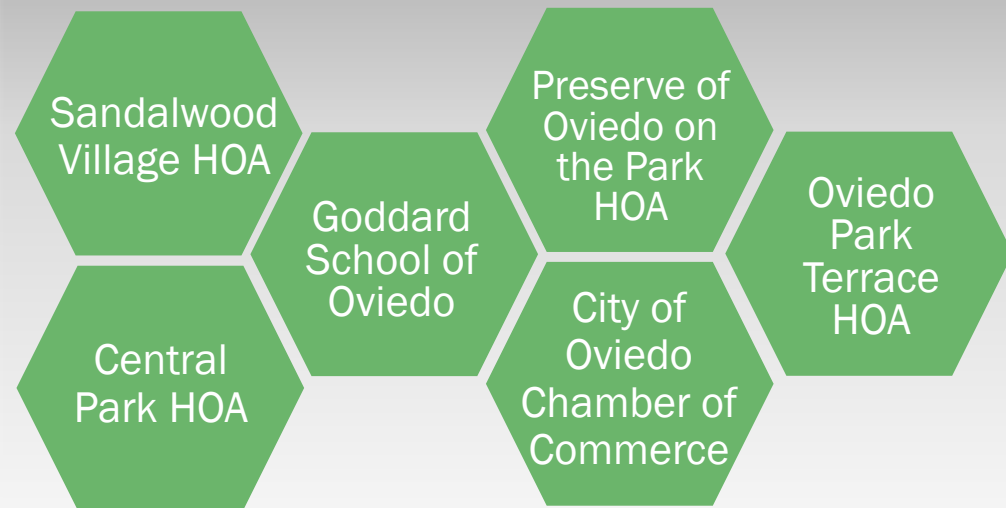 Sandalwood
Village HOA
Central
Park HOA
Goddard
School of
Oviedo
Preserve of
Oviedo on
the Park
HOA
City of
Oviedo
Chamber of
Commerce
Oviedo
Park
Terrace
HOA